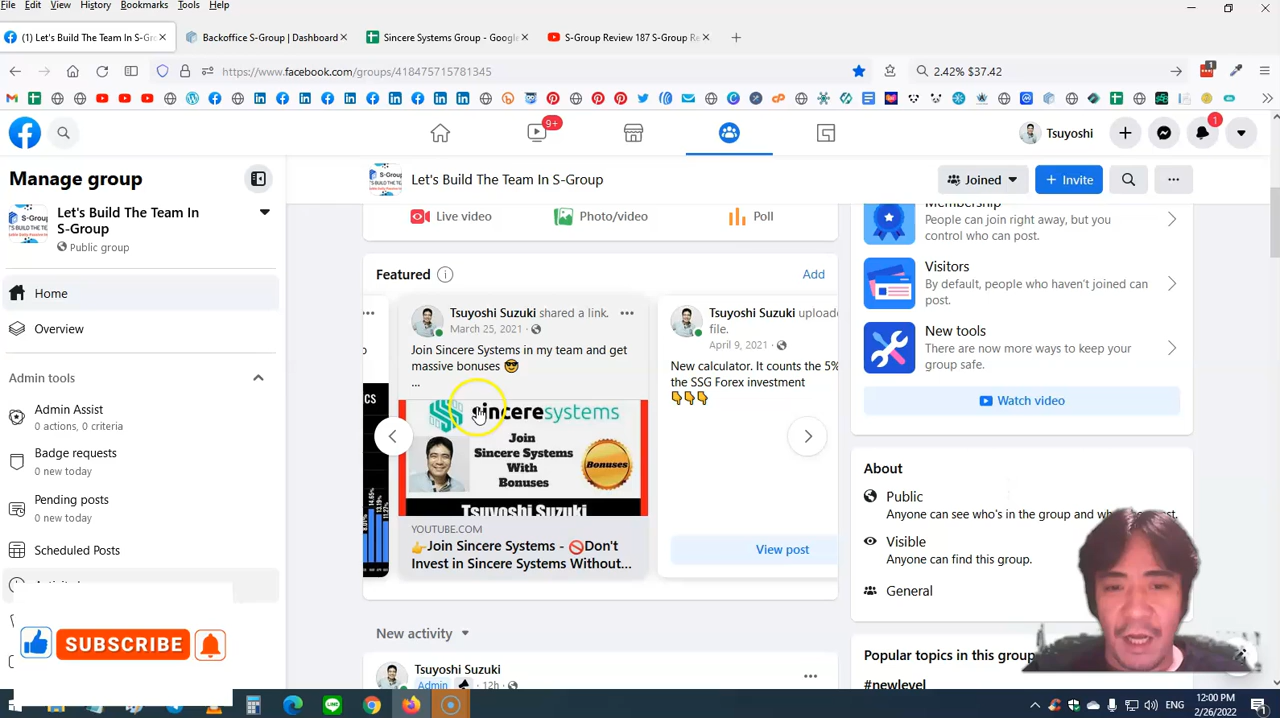 File Edit View History Bookmarks Tools Help
(1) Let's Build The Team In S-Gr
Backoffice S-Group | Dashboard
Sincere Systems Group - Google
S-Group Review 187 S-Group Re
https://www.facebook.com/groups/418475715781345
2.42% $37.42
9+
Tsuyoshi
1
Manage group
Let's Build The Team In
S-Group
Public group
Home
Overview
Admin tools
Admin Assist
0 actions, 0 criteria
Badge requests
0 new today
Pending posts
0 new today
Scheduled Posts
SUBSCRIBE
Let's Build The Team In S-Group
Joined
Invite
Live video
Photo/video
Poll
Featured
Add
Tsuyoshi Suzuki shared a link.
March 25, 2021
Join Sincere Systems in my team and get
massive bonuses 😎
...
sinceresystems
Join
Sincere Systems
With
Bonuses
Bonuses
Tsuyoshi Suzuki
YOUTUBE.COM
👉Join Sincere Systems - 🚫Don't
Invest in Sincere Systems Without...
Tsuyoshi Suzuki upload
file.
April 9, 2021
New calculator. It counts the 5%
the SSG Forex investment
👇👇👇
View post
New activity
Tsuyoshi Suzuki
Admin
12h
Membership
People can join right away, but you
control who can post.
Visitors
By default, people who haven't joined can
post.
New tools
There are now more ways to keep your
group safe.
Watch video
About
Public
Anyone can see who's in the group and
Visible
Anyone can find this group.
General
Popular topics in this group
#newlevel
ENG
12:00 PM
2/26/2022